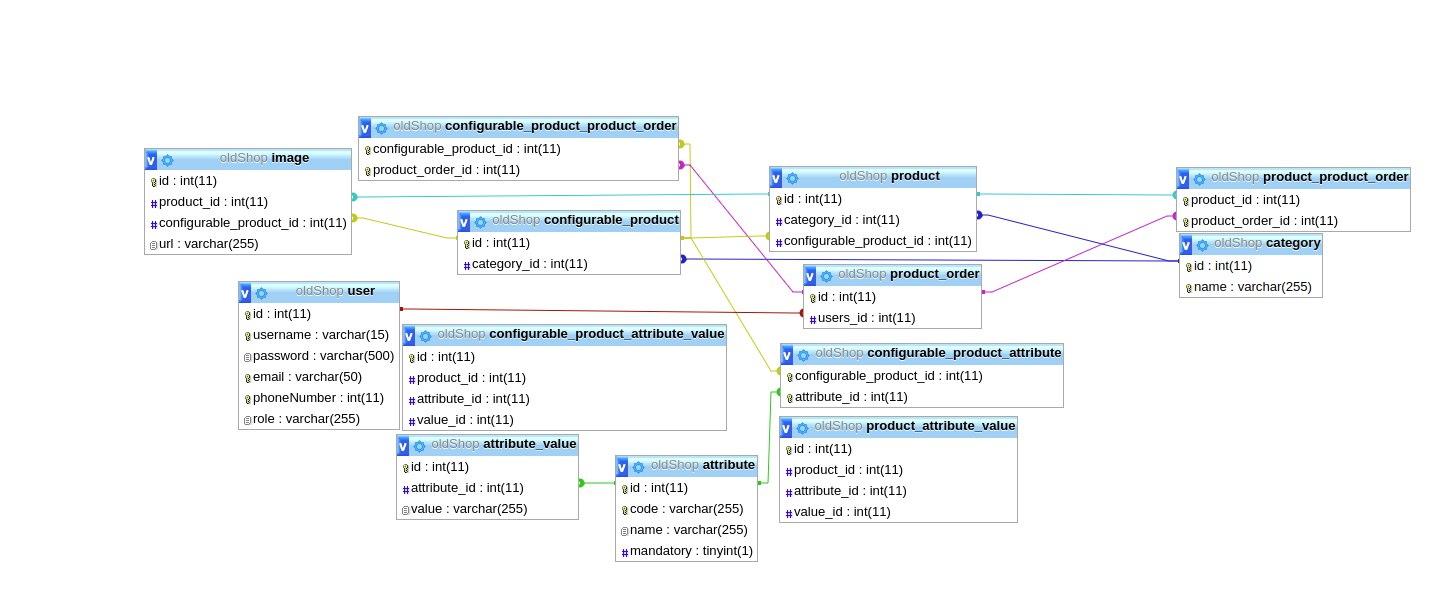 v oldShop configurable_product_product_order
configurable_product_id : int(11)
product_order_id : int(11)
v oldShop image
id : int(11)
# product_id : int(11)
# configurable_product_id : int(11)
url : varchar(255)
v oldShop product
id : int(11)
# category_id : int(11)
# configurable_product_id : int(11)
v oldShop product_product_order
product_id : int(11)
product_order_id : int(11)
v oldShop configurable_product
id : int(11)
# category_id : int(11)
v oldShop category
id : int(11)
name : varchar(255)
v oldShop product_order
id : int(11)
# users_id : int(11)
v oldShop user
id : int(11)
username : varchar(15)
password : varchar(500)
email : varchar(50)
phoneNumber : int(11)
role : varchar(255)
v oldShop configurable_product_attribute_value
id : int(11)
# product_id : int(11)
# attribute_id : int(11)
# value_id : int(11)
v oldShop configurable_product_attribute
configurable_product_id : int(11)
attribute_id : int(11)
v oldShop product_attribute_value
id : int(11)
# product_id : int(11)
# attribute_id : int(11)
# value_id : int(11)
v oldShop attribute_value
id : int(11)
# attribute_id : int(11)
value : varchar(255)
v oldShop attribute
id : int(11)
code : varchar(255)
name : varchar(255)
# mandatory : tinyint(1)